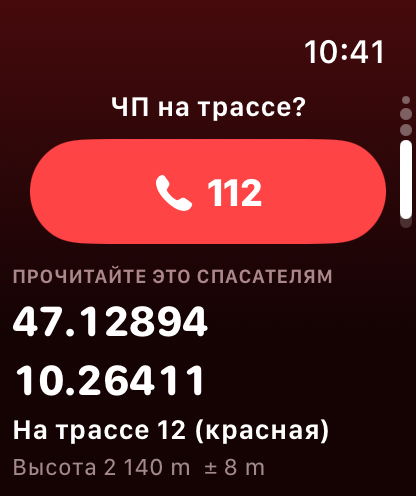 10:41
ЧП на трассе?
112
ПРОЧИТАЙТЕ ЭТО СПАСАТЕЛЯМ
47.12894
10.26411
На трассе 12 (красная)
Высота 2 140 m ± 8 m